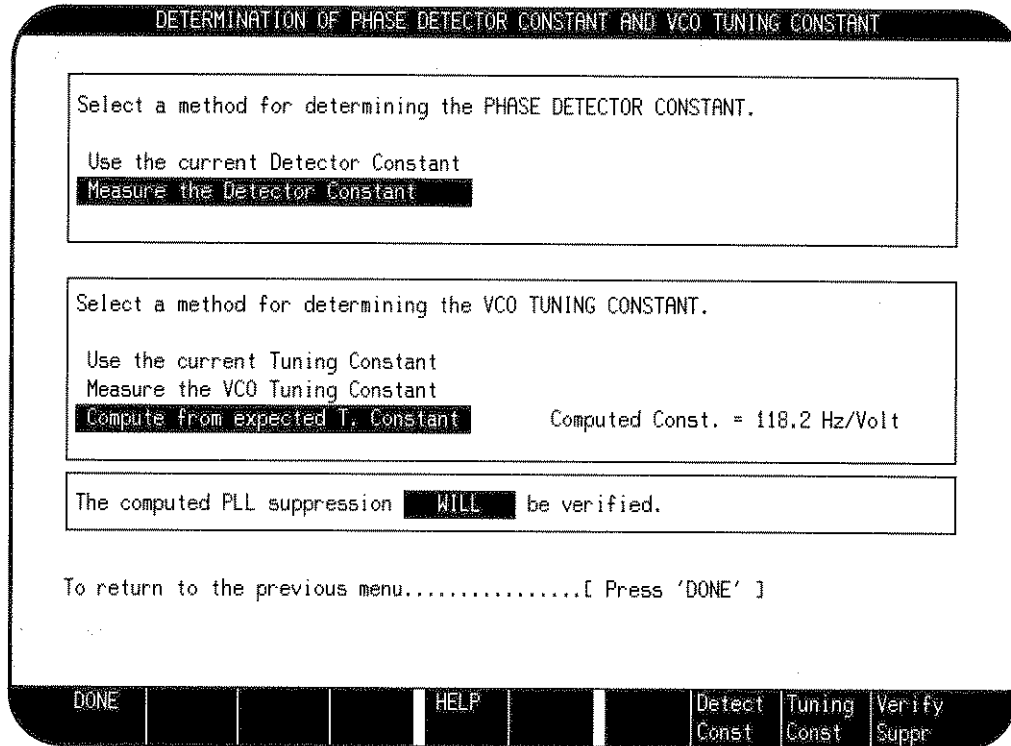 DETERMINATION OF PHASE DETECTOR CONSTANT AND VCO TUNING CONSTANT
Select a method for determining the PHASE DETECTOR CONSTANT.
Use the current Detector Constant
Measure the Detector Constant
Select a method for determining the VCO TUNING CONSTANT.
Use the current Tuning Constant
Measure the VCO Tuning Constant
Compute from expected T. Constant Computed Const. = 118.2 Hz/Volt
The computed PLL suppression WILL be verified.
To return to the previous menu................[ Press 'DONE' ]
DONE HELP Detect Tuning Verify
Const Const Suppr